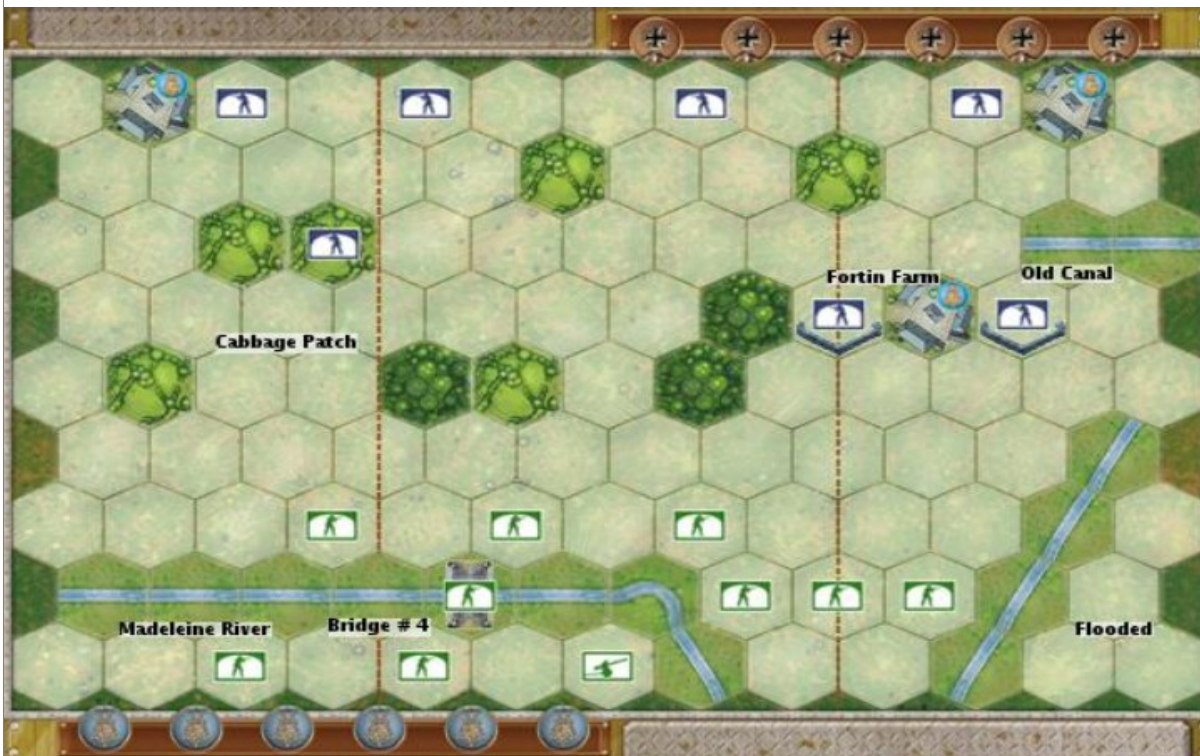 Fortin Farm
Old Canal
Cabbage Patch
Madeleine River
Bridge # 4
Flooded